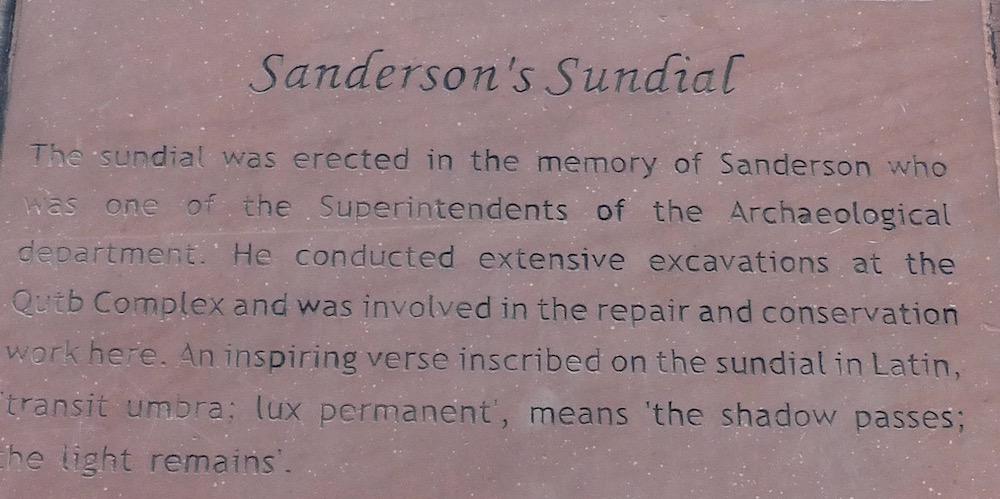 Sanderson's Sundial
The sundial was erected in the memory of Sanderson who
was one of the Superintendents of the Archaeological
department. He conducted extensive excavations at the
Qutb Complex and was involved in the repair and conservation
work here. An inspiring verse inscribed on the sundial in Latin,
'transit umbra; lux permanent', means 'the shadow passes;
the light remains'.